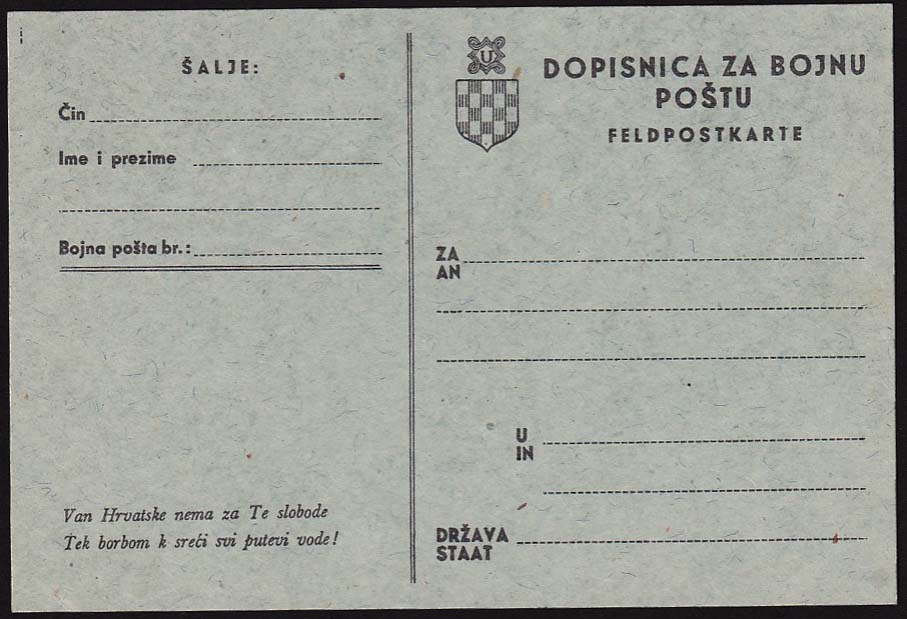 ŠALJE:
Čin
Ime i prezime
Bojna pošta br.:
Van Hrvatske nema za Te slobode
Tek borbom k sreći svi putevi vode!
U
DOPISNICA ZA BOJNU
POŠTU
FELDPOSTKARTE
ZA
AN
U
IN
DRŽAVA
STAAT